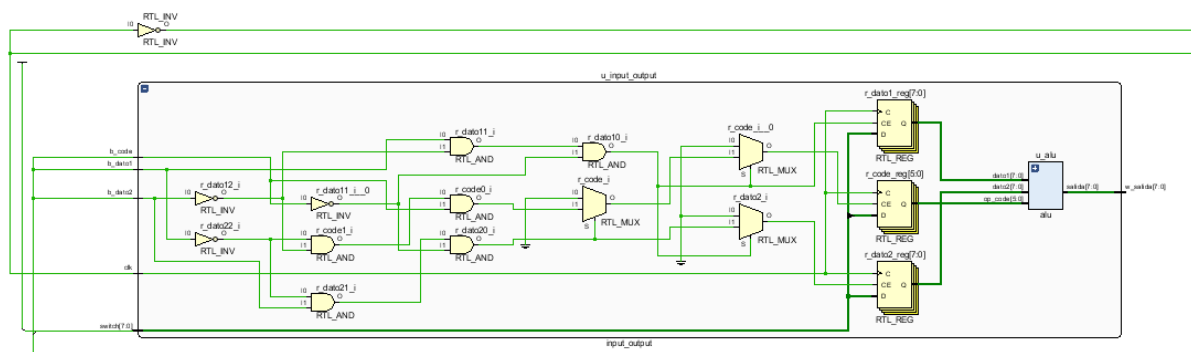 RTL_INV
I0 O
RTL_INV
u_input_output
r_dato1_reg[7:0]
C
CE Q
D
RTL_REG
r_code_i__0
I0
I1 O
S
RTL_MUX
r_dato11_i
I0 O
I1
RTL_AND
r_dato10_i
I0 O
I1
RTL_AND
b_code
b_dato1
b_dato2
r_dato12_i
I0 O
RTL_INV
r_dato11_i__0
I0 O
RTL_INV
r_code0_i
I0 O
I1
RTL_AND
r_code_i
I0
I1 O
S
RTL_MUX
r_dato2_i
I0
I1 O
S
RTL_MUX
r_code_reg[5:0]
C
CE Q
D
RTL_REG
u_alu
dato1[7:0]
dato2[7:0]
op_code[5:0]
salida[7:0]
alu
w_salida[7:0]
r_dato22_i
I0 O
RTL_INV
r_code1_i
I0 O
I1
RTL_AND
r_dato20_i
I0 O
I1
RTL_AND
r_dato2_reg[7:0]
C
CE Q
D
RTL_REG
clk
r_dato21_i
I0 O
I1
RTL_AND
switch[7:0]
input_output